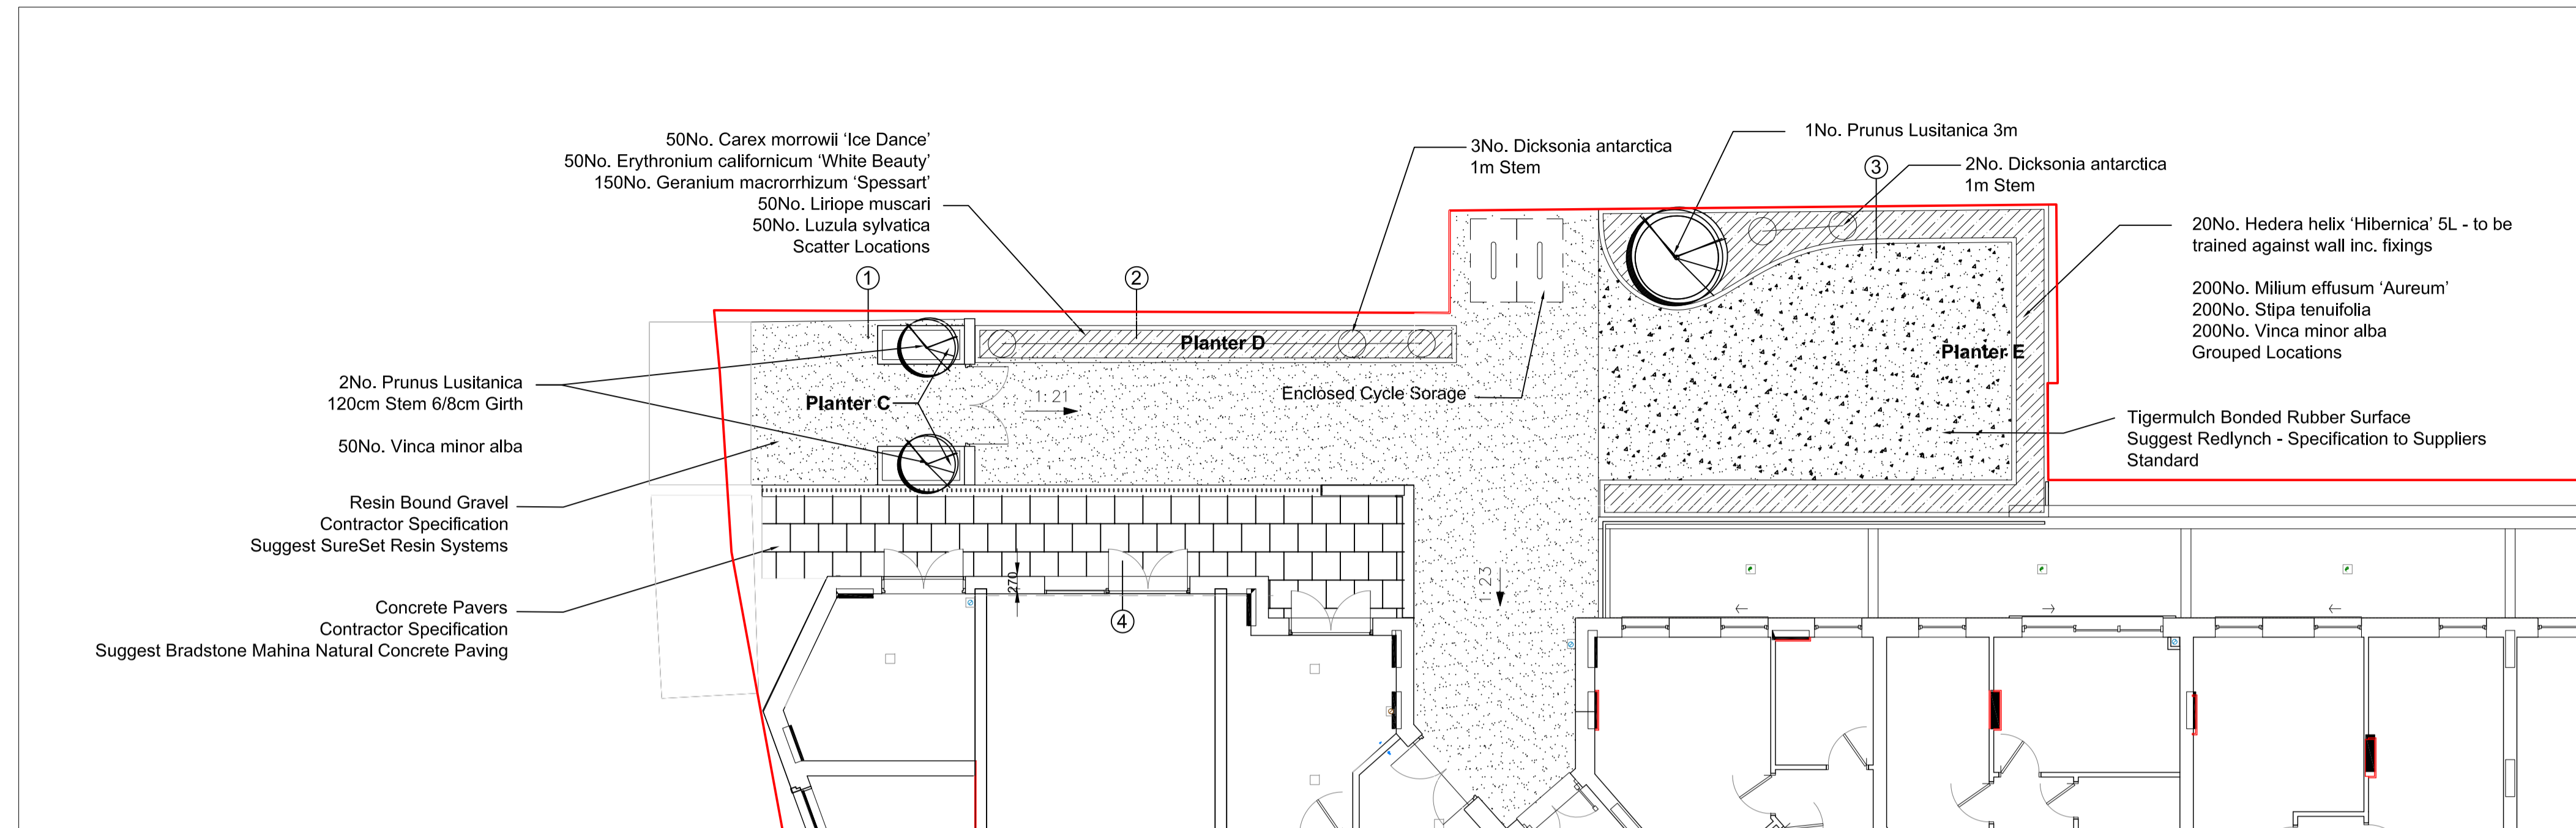 50No. Carex morrowii ‘Ice Dance’
50No. Erythronium californicum ‘White Beauty’
150No. Geranium macrorrhizum ‘Spessart’
50No. Liriope muscari
50No. Luzula sylvatica
Scatter Locations
3No. Dicksonia antarctica
1m Stem
1No. Prunus Lusitanica 3m
2No. Dicksonia antarctica
1m Stem
20No. Hedera helix ‘Hibernica’ 5L - to be
trained against wall inc. fixings
200No. Milium effusum ‘Aureum’
200No. Stipa tenuifolia
200No. Vinca minor alba
Grouped Locations
1
2
3
Planter D
Planter E
2No. Prunus Lusitanica
120cm Stem 6/8cm Girth
50No. Vinca minor alba
Planter C
1:21
Enclosed Cycle Sorage
Tigermulch Bonded Rubber Surface
Suggest Redlynch - Specification to Suppliers
Standard
Resin Bound Gravel
Contractor Specification
Suggest SureSet Resin Systems
Concrete Pavers
Contractor Specification
Suggest Bradstone Mahina Natural Concrete Paving
270
4
1:23